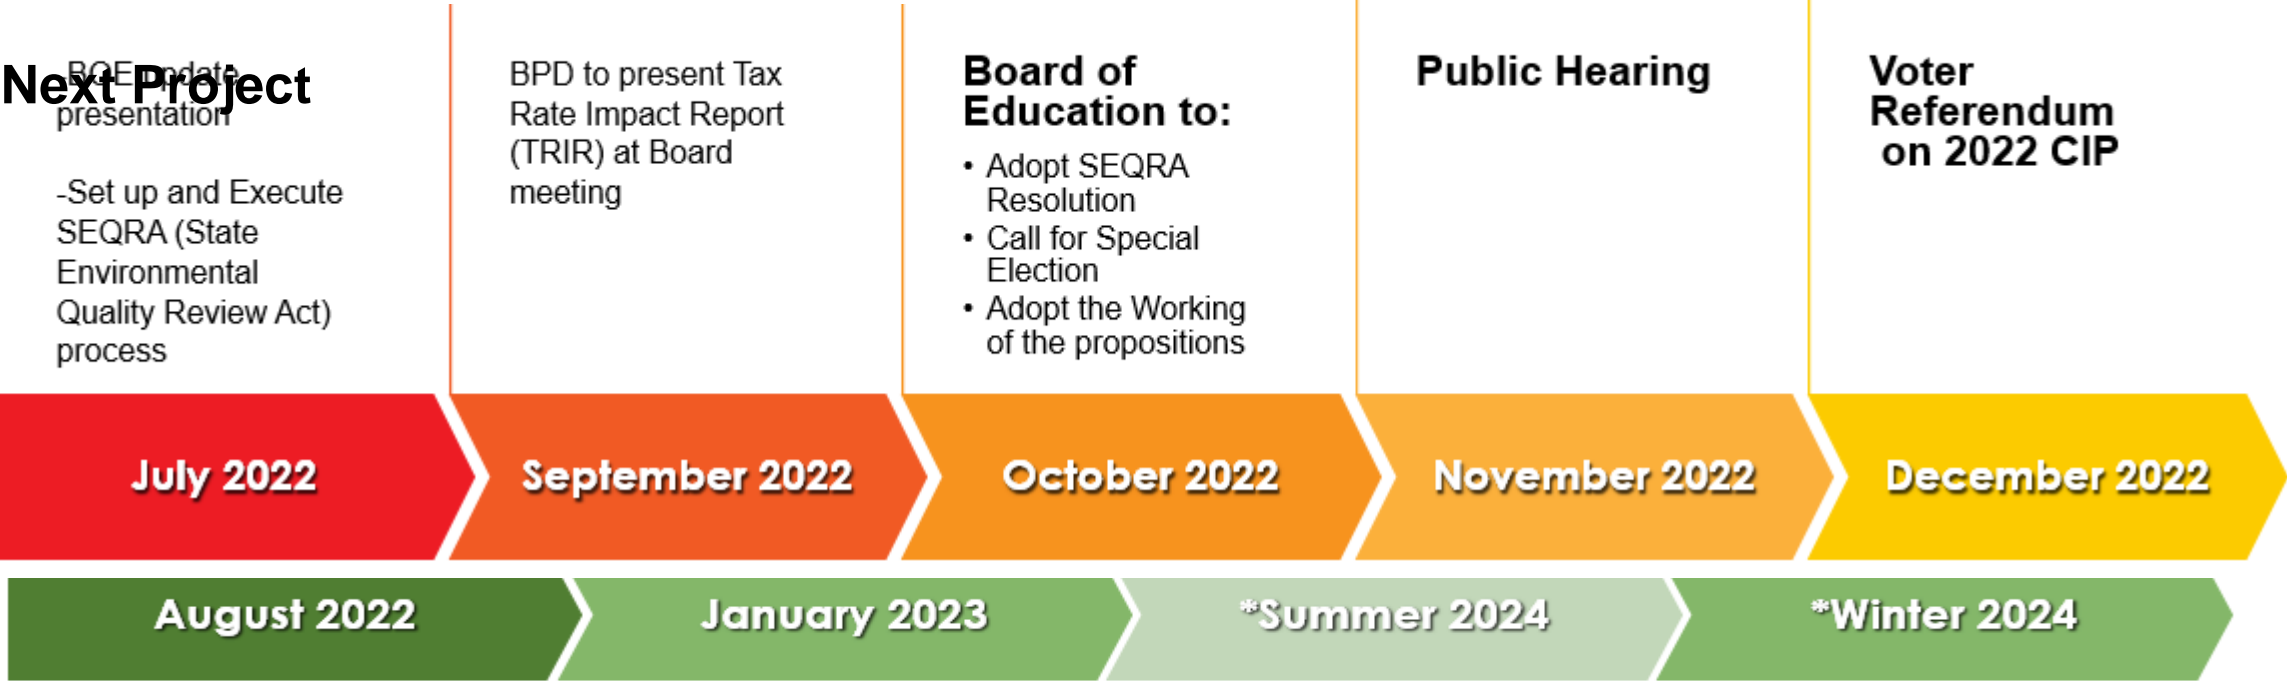 Next Project
-BOE update
presentation
-Set up and Execute
SEQRA (State
Environmental
Quality Review Act)
process
BPD to present Tax
Rate Impact Report
(TRIR) at Board
meeting
Board of
Education to:
• Adopt SEQRA
Resolution
• Call for Special
Election
• Adopt the Working
of the propositions
Public Hearing
Voter
Referendum
on 2022 CIP
July 2022
September 2022
October 2022
November 2022
December 2022
August 2022
January 2023
*Summer 2024
*Winter 2024